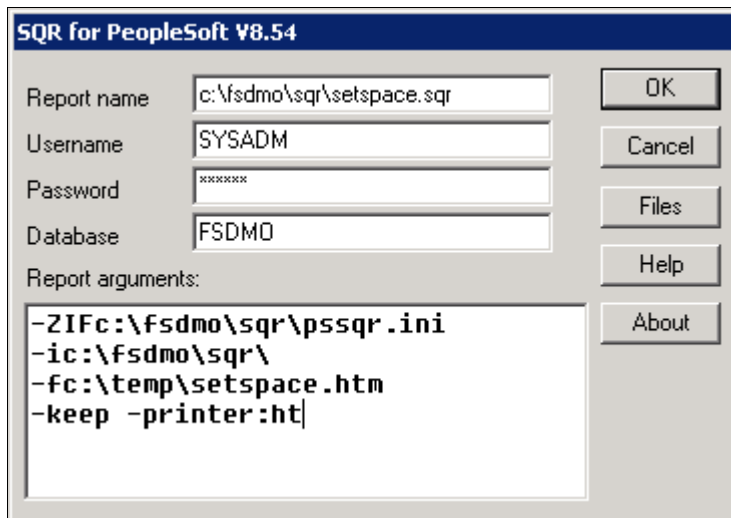 SQR for PeopleSoft V8.54
Report name c:\fsdmo\sqr\setspace.sqr OK
Username SYSADM Cancel
Password ××××××
Files
Database FSDMO
Help
Report arguments:
About
-ZIFc:\fsdmo\sqr\pssqr.ini
-ic:\fsdmo\sqr\
-fc:\temp\setspace.htm
-keep -printer:ht